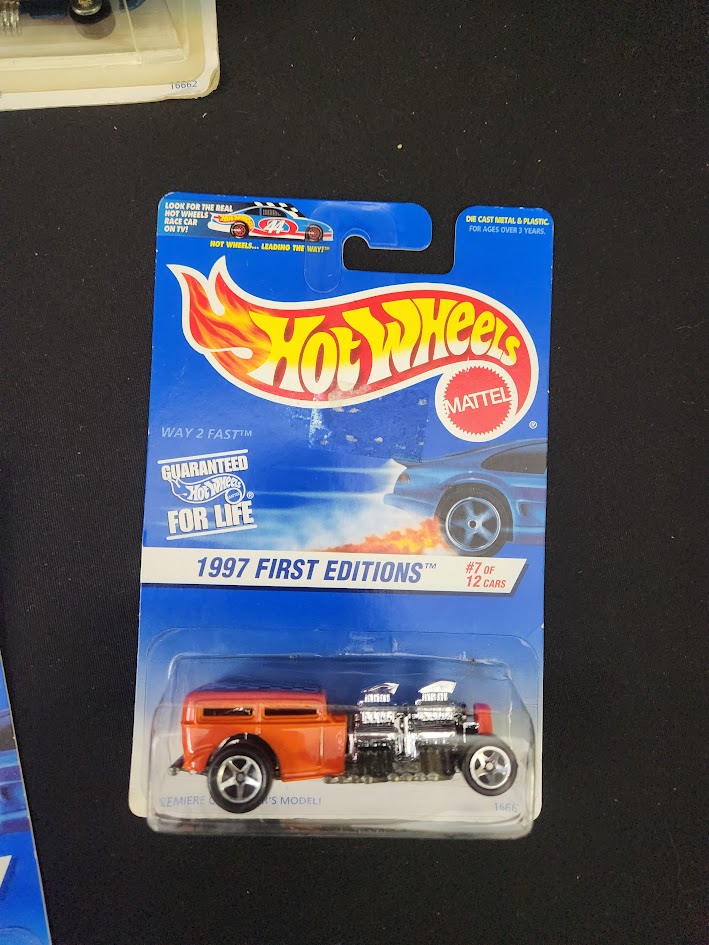 16662
LOOK FOR THE REAL
HOT WHEELS
RACE CAR
ON TV!
44
HOT WHEELS... LEADING THE WAY!™
DIE CAST METAL & PLASTIC.
FOR AGES OVER 3 YEARS.
Hot Wheels
MATTEL
®
WAY 2 FAST™
GUARANTEED
Hot Wheels ®
FOR LIFE
1997 FIRST EDITIONS™
#7 OF
12 CARS
MODEL!